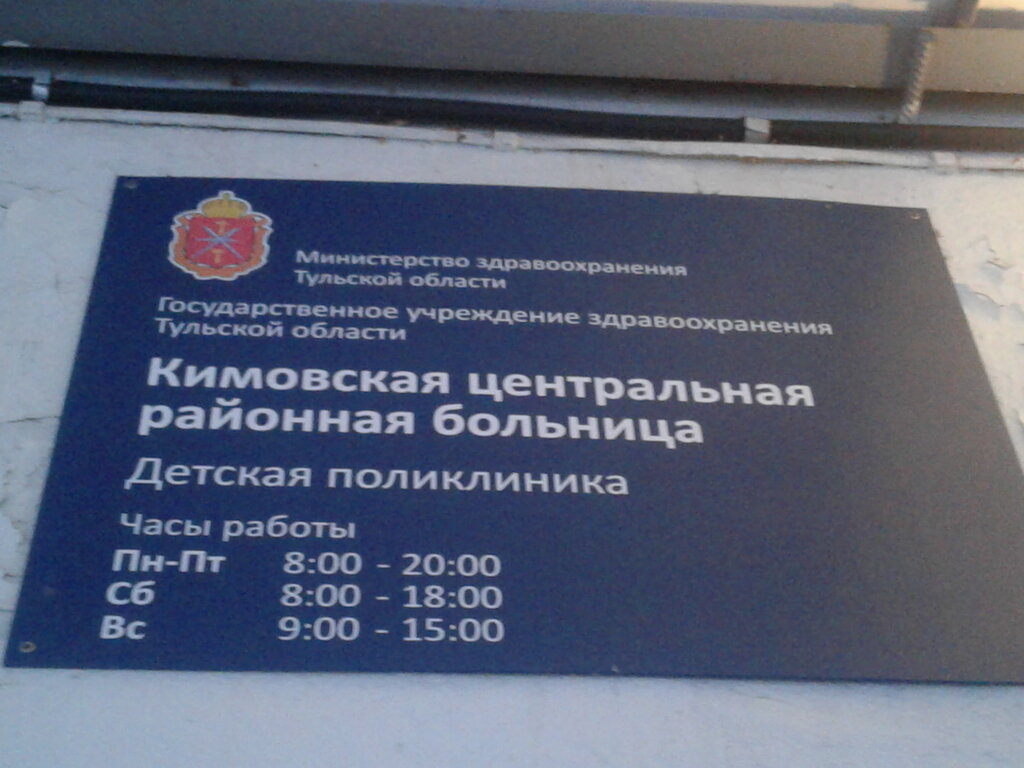 Министерство здравоохранения
Тульской области
Государственное учреждение здравоохранения
Тульской области
Кимовская центральная
районная больница
Детская поликлиника
Часы работы
Пн-Пт 8:00 - 20:00
Сб 8:00 - 18:00
Вс 9:00 - 15:00